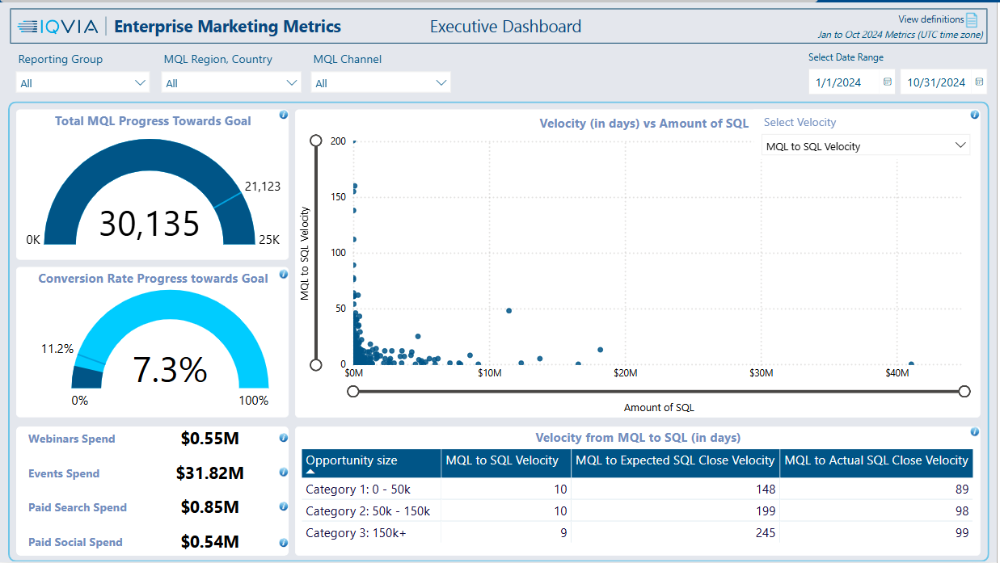 IQVIA Enterprise Marketing Metrics
Executive Dashboard
View definitions
Jan to Oct 2024 Metrics (UTC time zone)
Reporting Group
All
MQL Region, Country
All
MQL Channel
All
Select Date Range
1/1/2024
10/31/2024
Total MQL Progress Towards Goal
21,123
30,135
0K
25K
Conversion Rate Progress towards Goal
11.2%
7.3%
0%
100%
Webinars Spend $0.55M
Events Spend $31.82M
Paid Search Spend $0.85M
Paid Social Spend $0.54M
Velocity (in days) vs Amount of SQL
Select Velocity
MQL to SQL Velocity
MQL to SQL Velocity
200
150
100
50
0
$0M $10M $20M $30M $40M
Amount of SQL
Velocity from MQL to SQL (in days)
Opportunity size MQL to SQL Velocity MQL to Expected SQL Close Velocity MQL to Actual SQL Close Velocity
Category 1: 0 - 50k 10 148 89
Category 2: 50k - 150k 10 199 98
Category 3: 150k+ 9 245 99